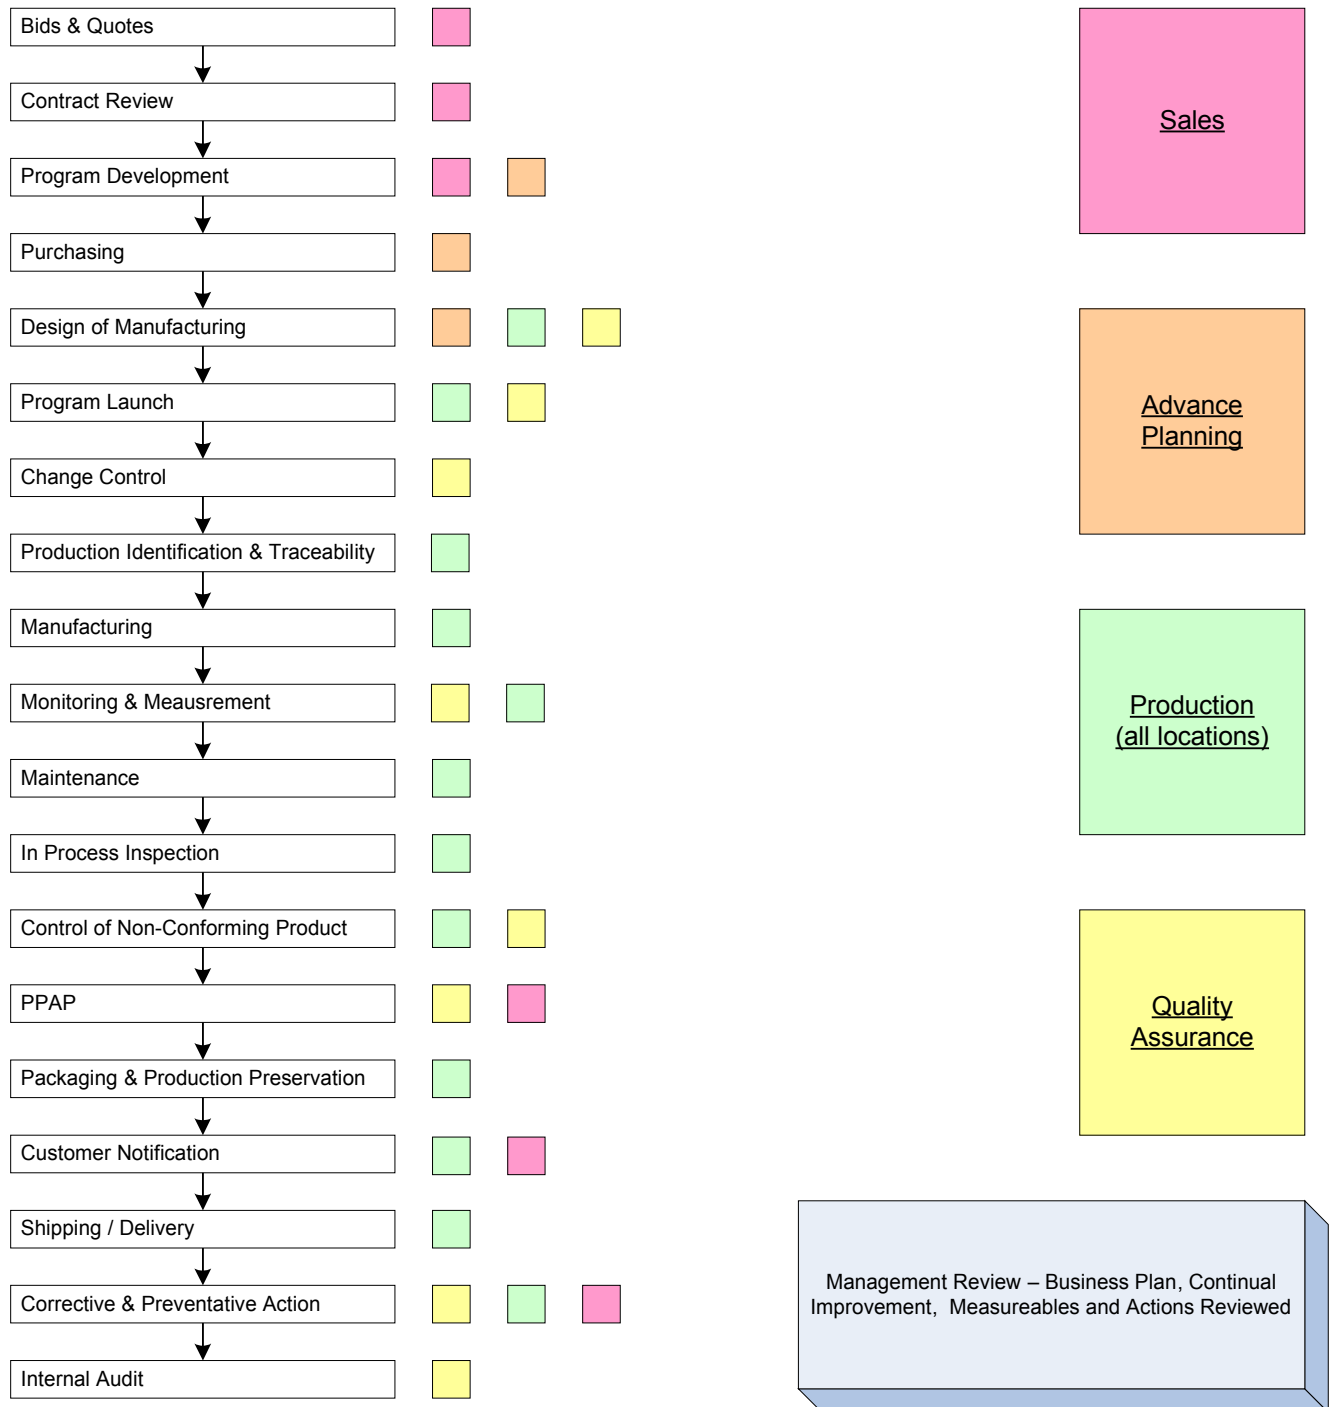 Bids & Quotes
Contract Review
Program Development
Purchasing
Design of Manufacturing
Program Launch
Change Control
Production Identification & Traceability
Manufacturing
Monitoring & Meausrement
Maintenance
In Process Inspection
Control of Non-Conforming Product
PPAP
Packaging & Production Preservation
Customer Notification
Shipping / Delivery
Corrective & Preventative Action
Internal Audit
Sales
Advance
Planning
Production
(all locations)
Quality
Assurance
Management Review – Business Plan, Continual
Improvement, Measureables and Actions Reviewed